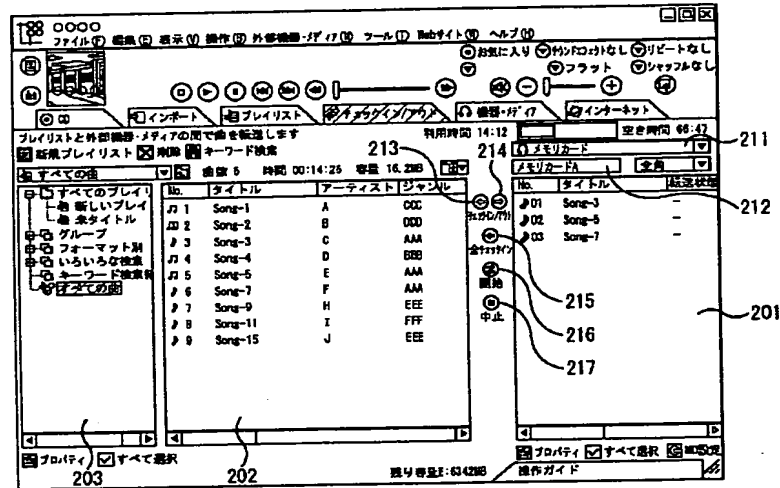 OOOO
ファイル(F) 編集(E) 表示(V) 操作(B) 外部機器・メディア(D) ツール(T) Webサイト(W) ヘルプ(H)
お気に入り サウンドエフェクトなし リピートなし
フラット シャッフルなし
CD インポート プレイリスト チェックイン/アウト 機器・メディア インターネット
プレイリストと外部機器・メディアの間で曲を転送します
利用時間 14:12 空き時間 66:47
新規プレイリスト 削除 キーワード検索
213 214
メモリカード
211
すべての曲
曲数 5 時間 00:14:25 容量 16.2MB
メモリカードA 全角
212
すべてのプレイリ
新しいプレイ
未タイトル
グループ
フォーマット別
いろいろな検索
キーワード検索
すべての曲
No. タイトル アーティスト ジャンル
1 Song-1 A CCC
2 Song-2 B DDD
3 Song-3 C AAA
4 Song-4 D BBB
5 Song-5 E AAA
6 Song-7 F AAA
7 Song-9 H EEE
8 Song-11 I FFF
9 Song-15 J EEE
チェックイン/アウト
全チェックイン
215
開始
216
中止
217
No. タイトル 転送状態
01 Song-3 –
02 Song-5 –
03 Song-7 –
201
プロパティ すべて選択
203
202
プロパティ すべて選択
残り容量E:6342MB
操作ガイド